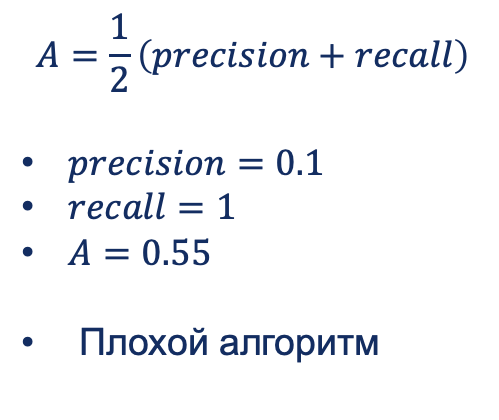 A = 1/2 (precision + recall)
• precision = 0.1
• recall = 1
• A = 0.55
• Плохой алгоритм